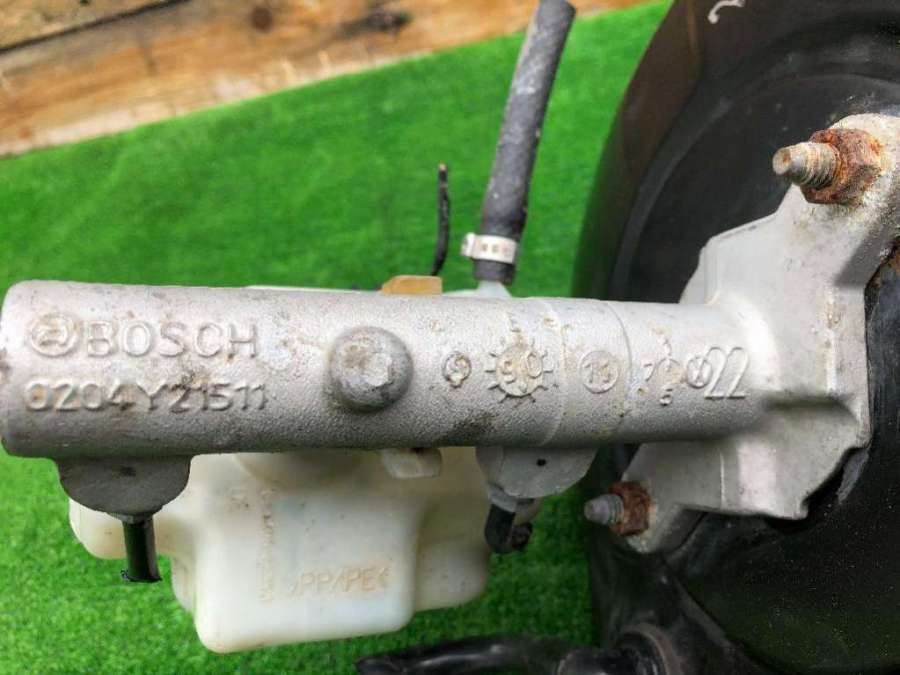 BOSCH
0204Y21511
22
>PP/PE<